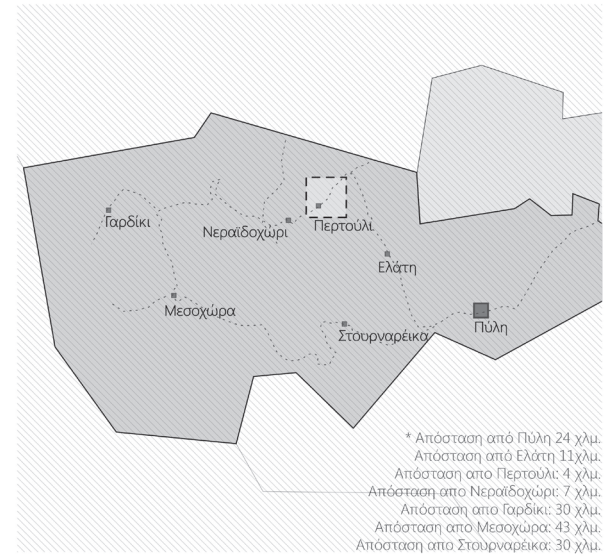 Γαρδίκι
Νεραϊδοχώρι
Περτούλι
Ελάτη
Μεσοχώρα
Στουρναρέικα
Πύλη
* Απόσταση από Πύλη 24 χλμ.
Απόσταση από Ελάτη 11χλμ.
Απόσταση απο Περτούλι: 4 χλμ.
Απόσταση απο Νεραϊδοχώρι: 7 χλμ.
Απόσταση απο Γαρδίκι: 30 χλμ.
Απόσταση απο Μεσοχώρα: 43 χλμ.
Απόσταση απο Στουρναρέικα: 30 χλμ.